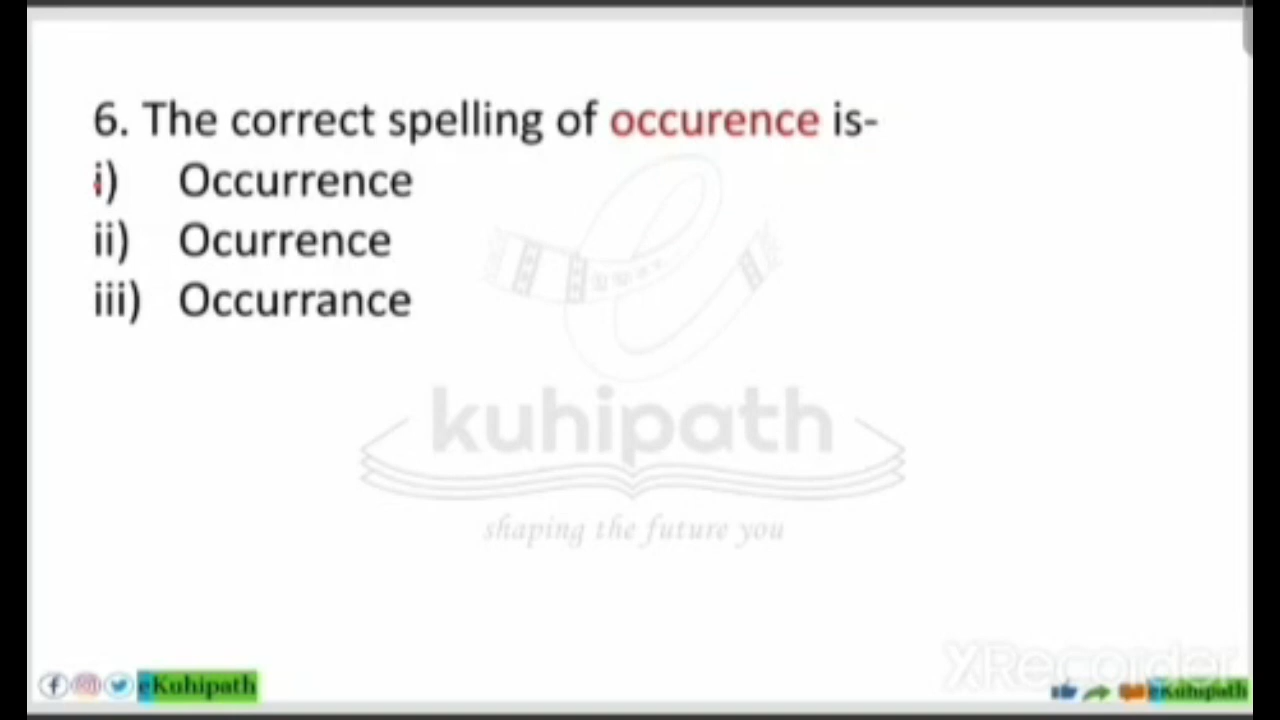 6. The correct spelling of occurence is-
i) Occurrence
ii) Ocurrence
iii) Occurrance
kuhipath
shaping the future you
XRecorder
eKuhipath
eKuhipath